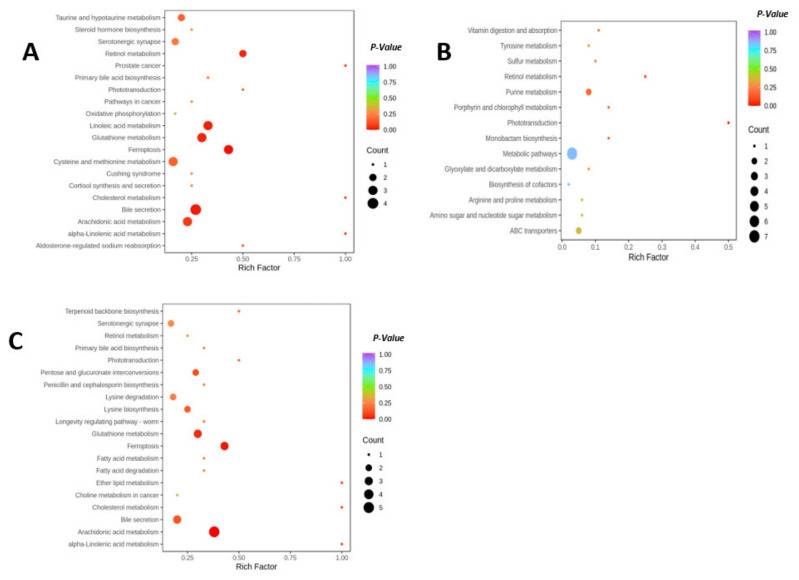 A
Taurine and hypotaurine metabolism
Steroid hormone biosynthesis
Serotonergic synapse
Retinol metabolism
Prostate cancer
Primary bile acid biosynthesis
Phototransduction
Pathways in cancer
Oxidative phosphorylation
Linoleic acid metabolism
Glutathione metabolism
Ferroptosis
Cysteine and methionine metabolism
Cushing syndrome
Cortisol synthesis and secretion
Cholesterol metabolism
Bile secretion
Arachidonic acid metabolism
alpha-Linolenic acid metabolism
Aldosterone-regulated sodium reabsorption
0.25 0.50 0.75 1.00
Rich Factor
P-Value
1.00
0.75
0.50
0.25
0.00
Count
1
2
3
4
B
Vitamin digestion and absorption
Tyrosine metabolism
Sulfur metabolism
Retinol metabolism
Purine metabolism
Porphyrin and chlorophyll metabolism
Phototransduction
Monobactam biosynthesis
Metabolic pathways
Glyoxylate and dicarboxylate metabolism
Biosynthesis of cofactors
Arginine and proline metabolism
Amino sugar and nucleotide sugar metabolism
ABC transporters
0.0 0.1 0.2 0.3 0.4 0.5
Rich Factor
P-Value
1.00
0.75
0.50
0.25
0.00
Count
1
2
3
4
5
6
7
C
Terpenoid backbone biosynthesis
Serotonergic synapse
Retinol metabolism
Primary bile acid biosynthesis
Phototransduction
Pentose and glucuronate interconversions
Penicillin and cephalosporin biosynthesis
Lysine degradation
Lysine biosynthesis
Longevity regulating pathway - worm
Glutathione metabolism
Ferroptosis
Fatty acid metabolism
Fatty acid degradation
Ether lipid metabolism
Choline metabolism in cancer
Cholesterol metabolism
Bile secretion
Arachidonic acid metabolism
alpha-Linolenic acid metabolism
0.25 0.50 0.75 1.00
Rich Factor
P-Value
1.00
0.75
0.50
0.25
0.00
Count
1
2
3
4
5